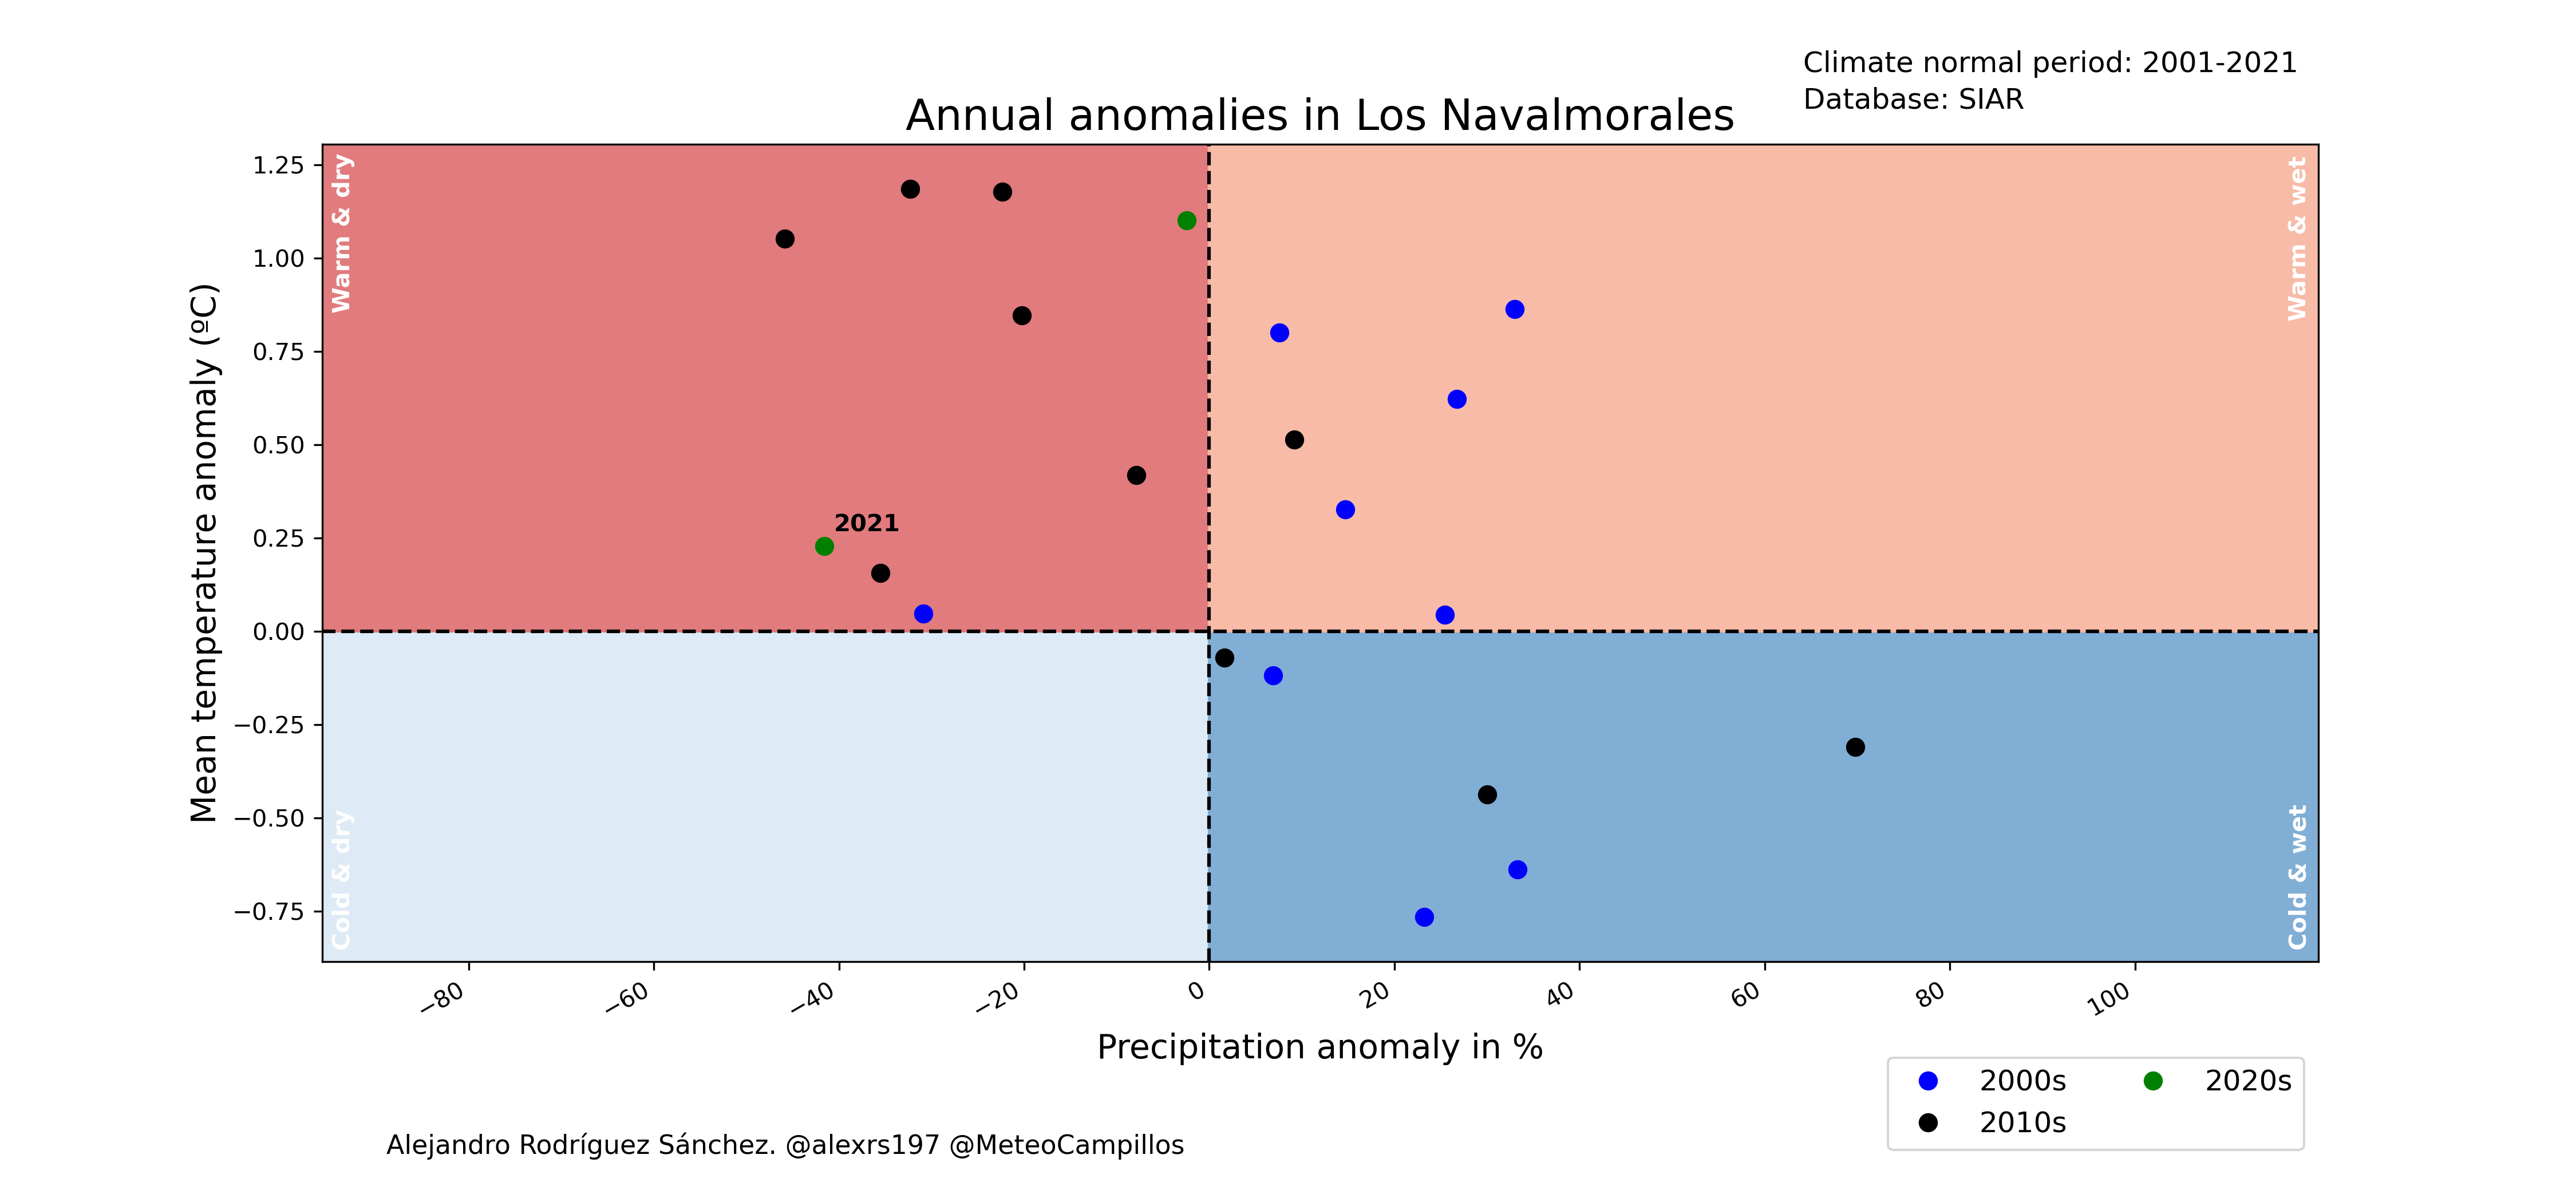 Climate normal period: 2001-2021
Database: SIAR
Annual anomalies in Los Navalmorales
Warm & dry
Warm & wet
Cold & dry
Cold & wet
Mean temperature anomaly (ºC)
1.25
1.00
0.75
0.50
0.25
0.00
−0.25
−0.50
−0.75
2021
−80
−60
−40
−20
0
20
40
60
80
100
Precipitation anomaly in %
2000s
2010s
2020s
Alejandro Rodríguez Sánchez. @alexrs197 @MeteoCampillos